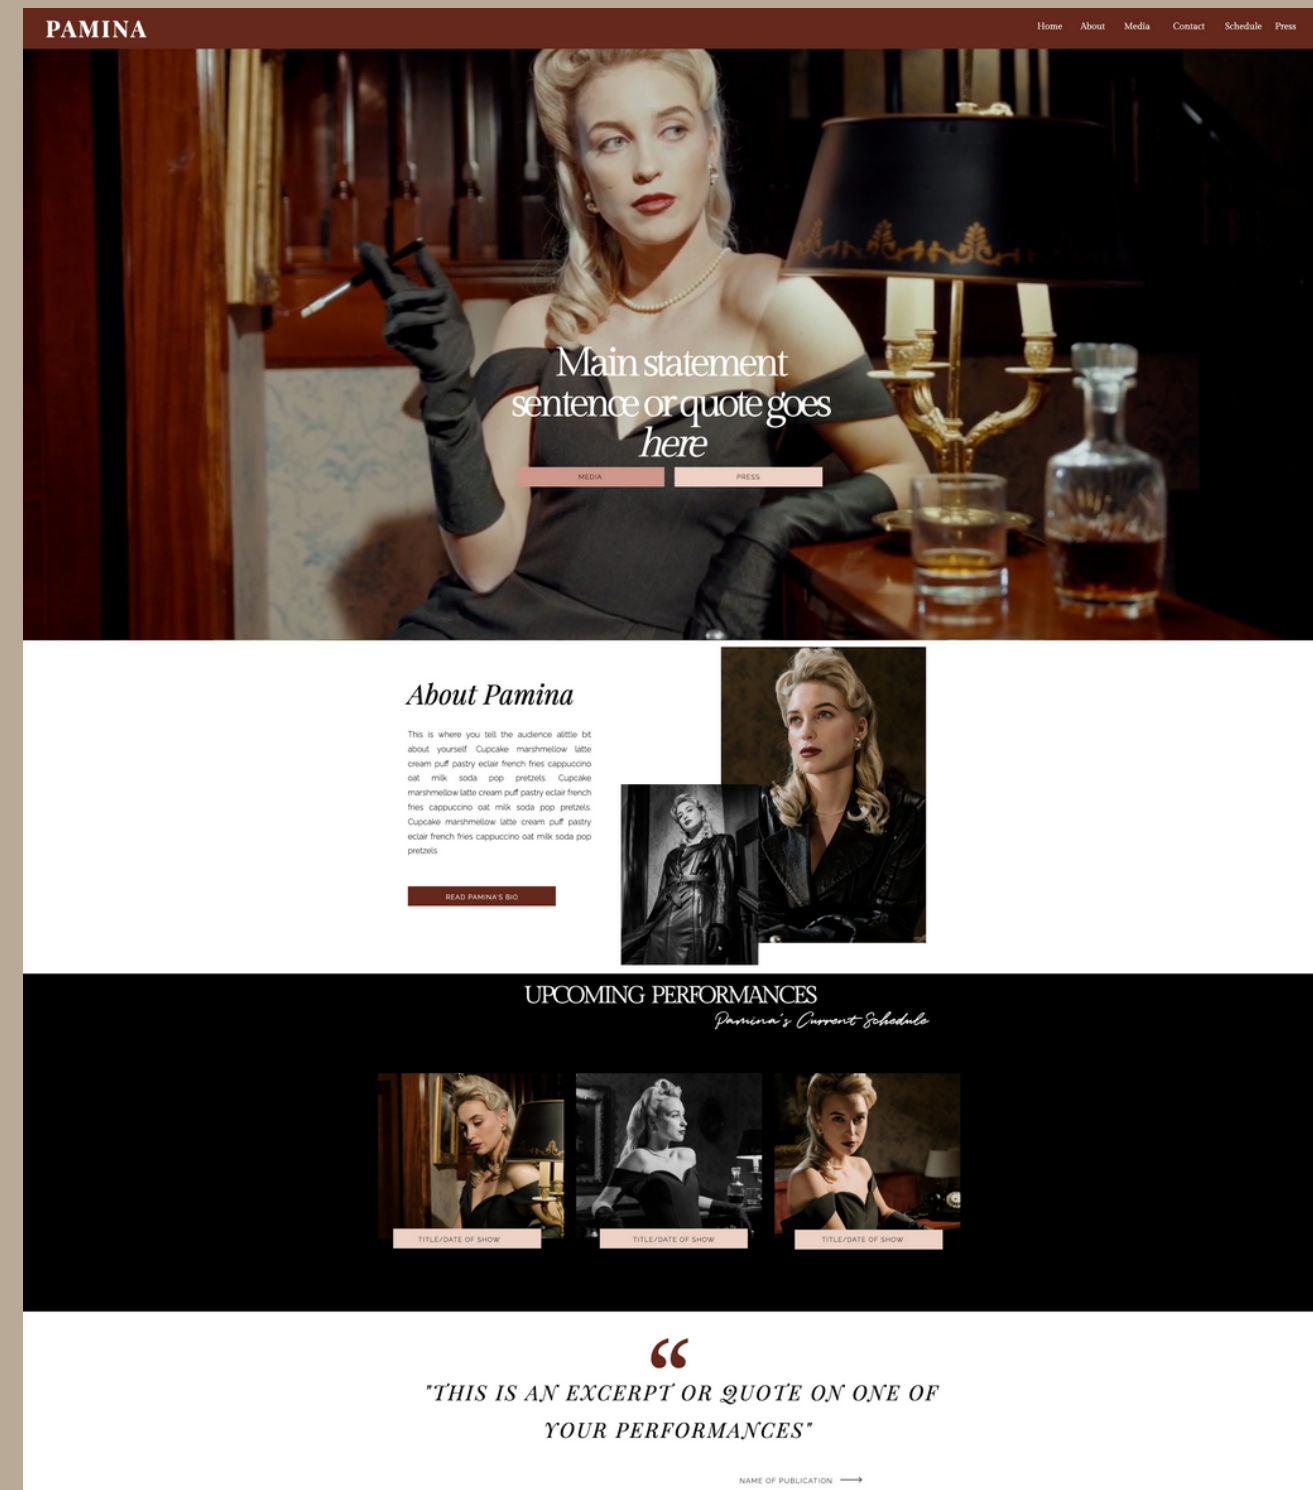 PAMINA
Home About Media Contact Schedule Press
Main statement
sentence or quote goes
here
MEDIA PRESS
About Pamina
This is where you tell the audience alittle bit
about yourself. Cupcake marshmellow latte
cream puff pastry eclair french fries cappuccino
oat milk soda pop pretzels. Cupcake
marshmellow latte cream puff pastry eclair french
fries cappuccino oat milk soda pop pretzels.
Cupcake marshmellow latte cream puff pastry
eclair french fries cappuccino oat milk soda pop
pretzels
READ PAMINA'S BIO
UPCOMING PERFORMANCES
Pamina's Current Schedule
TITLE/DATE OF SHOW TITLE/DATE OF SHOW TITLE/DATE OF SHOW
“
"THIS IS AN EXCERPT OR QUOTE ON ONE OF
YOUR PERFORMANCES"
NAME OF PUBLICATION